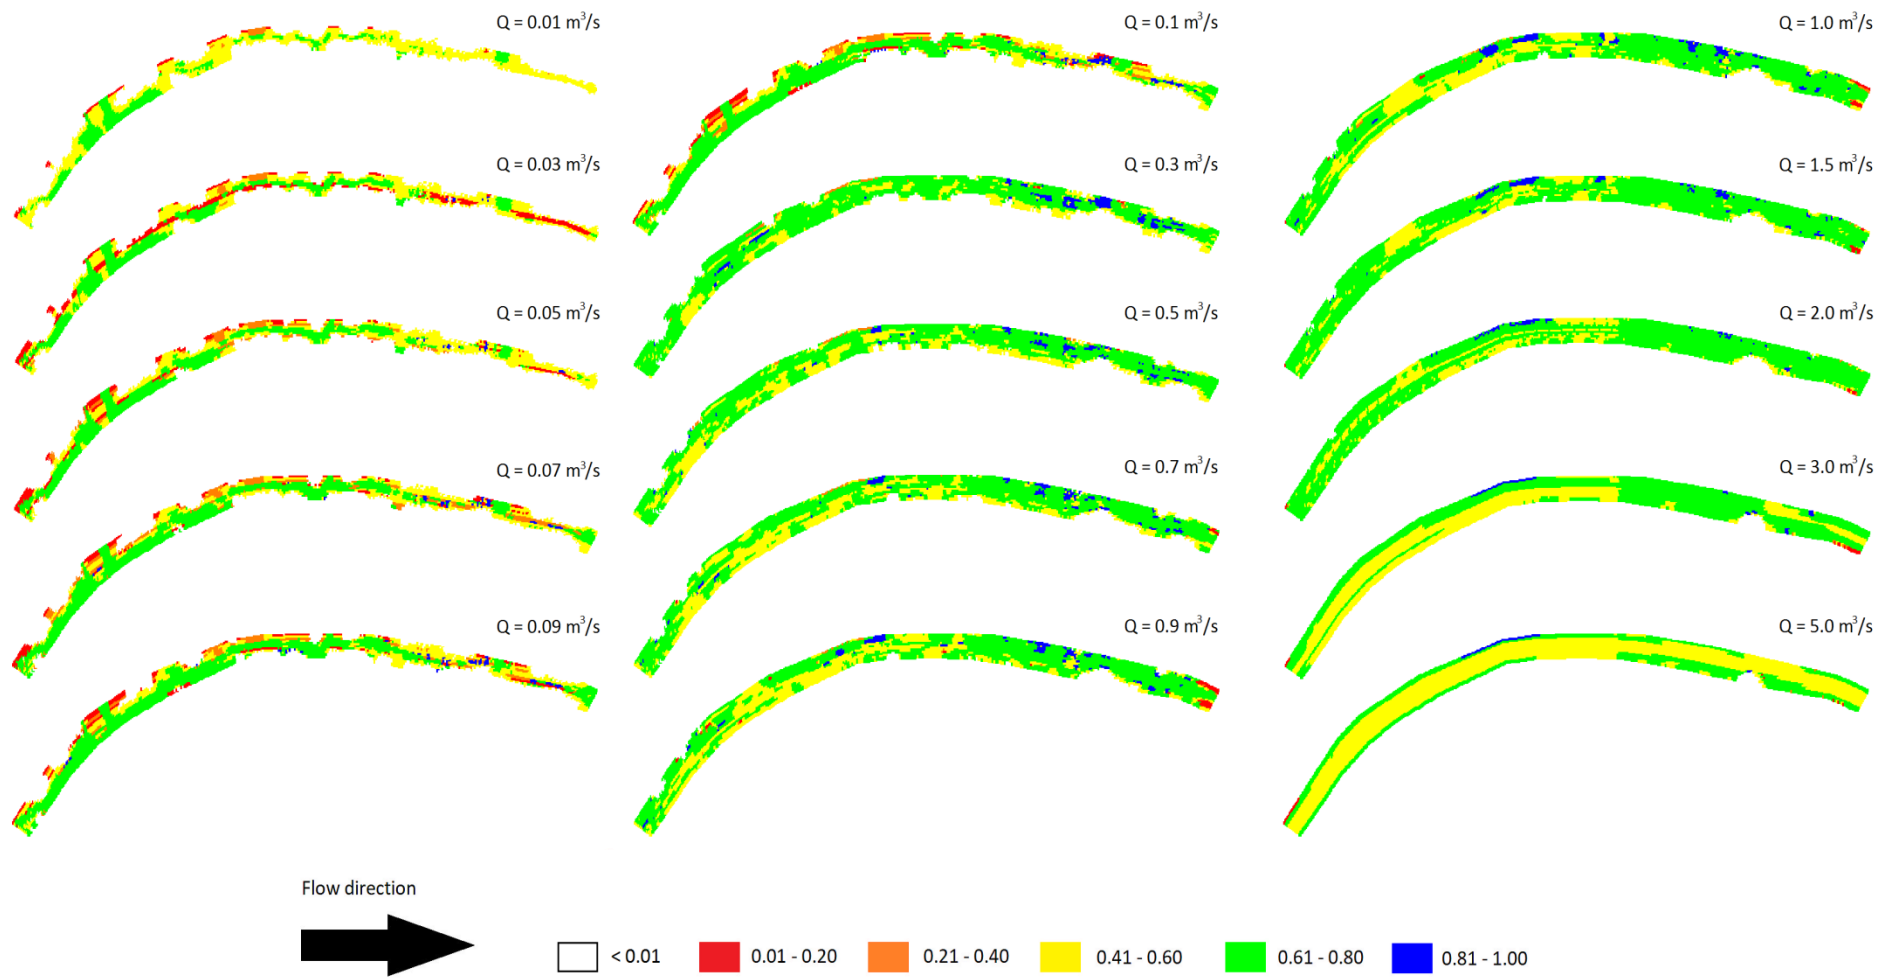 Q = 0.01 m³/s
Q = 0.1 m³/s
Q = 1.0 m³/s
Q = 0.03 m³/s
Q = 0.3 m³/s
Q = 1.5 m³/s
Q = 0.05 m³/s
Q = 0.5 m³/s
Q = 2.0 m³/s
Q = 0.07 m³/s
Q = 0.7 m³/s
Q = 3.0 m³/s
Q = 0.09 m³/s
Q = 0.9 m³/s
Q = 5.0 m³/s
Flow direction
< 0.01
0.01 - 0.20
0.21 - 0.40
0.41 - 0.60
0.61 - 0.80
0.81 - 1.00